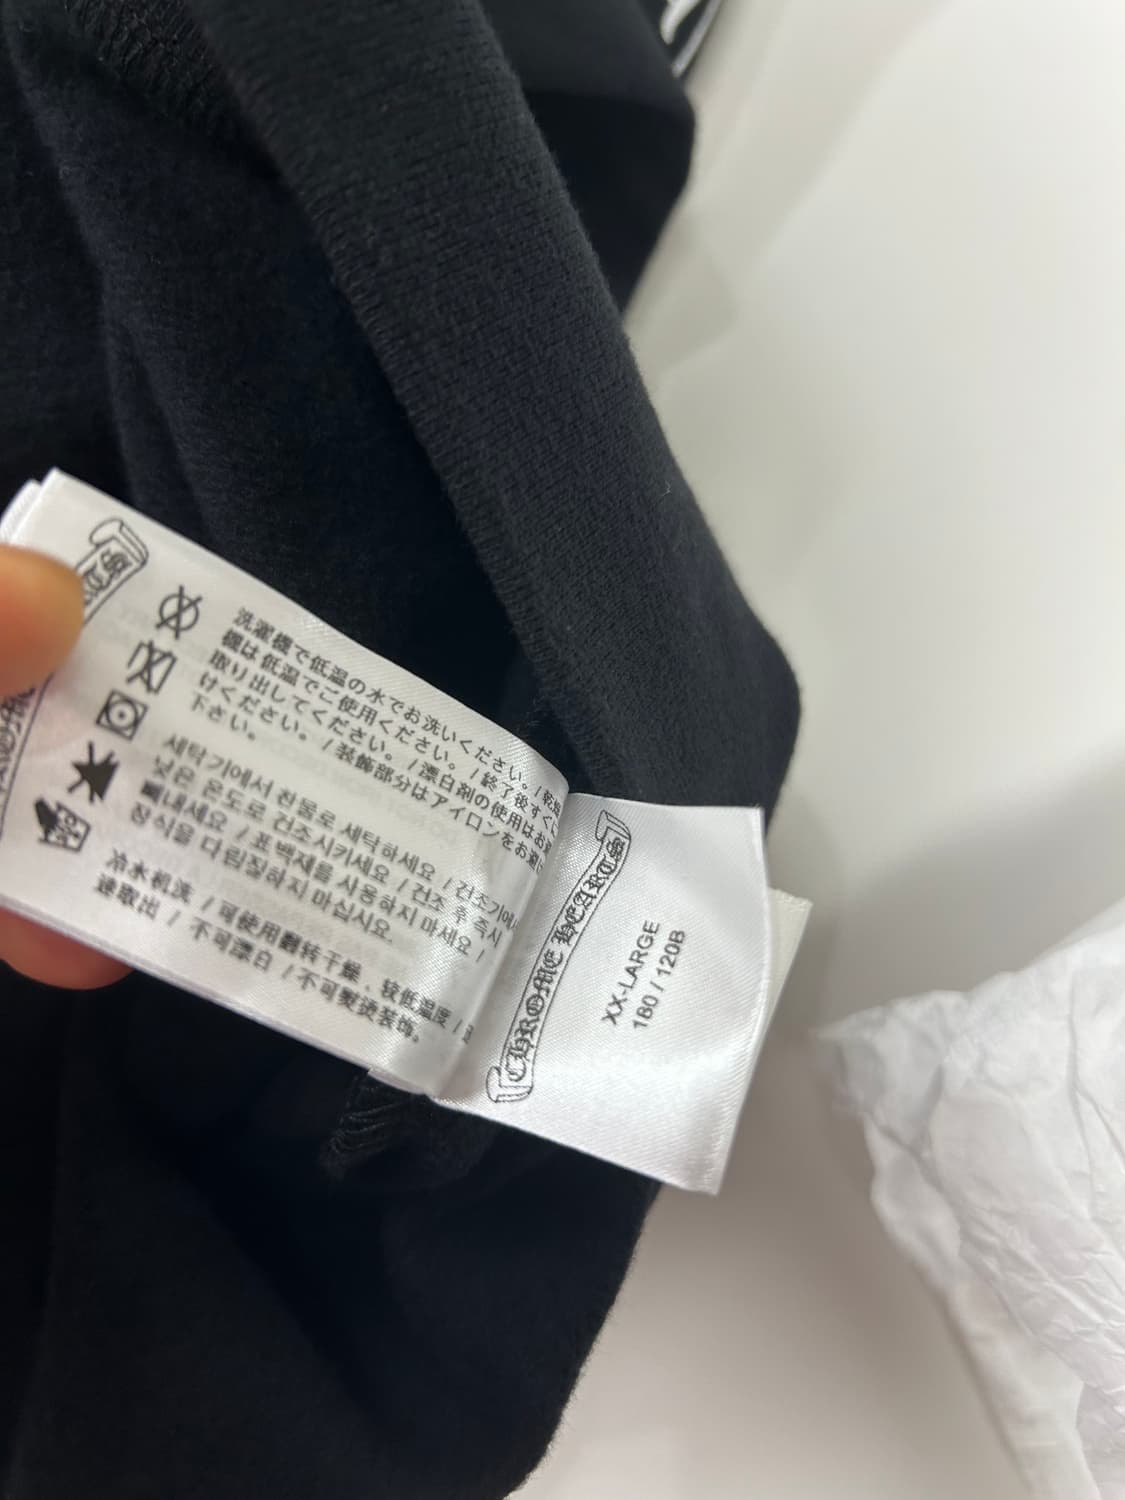 洗濯機で低温の水でお洗いください。/ 乾燥
機は低温でご使用ください。/ 終了後すぐに
取り出してください。/ 漂白剤の使用はお避
けください。/ 装飾部分はアイロンをお避け
下さい。
세탁기에서 찬물로 세탁하세요 / 건조기에서
낮은 온도로 건조시키세요 / 건조 후 즉시
꺼내세요 / 표백재를 사용하지 마세요 /
장식을 다림질하지 마십시요.
冷水机洗 / 可使用翻转干燥﹑较低温度 / 迅
速取出 / 不可漂白 / 不可熨烫装饰。
CHROME HEARTS
XX-LARGE
180 / 120B